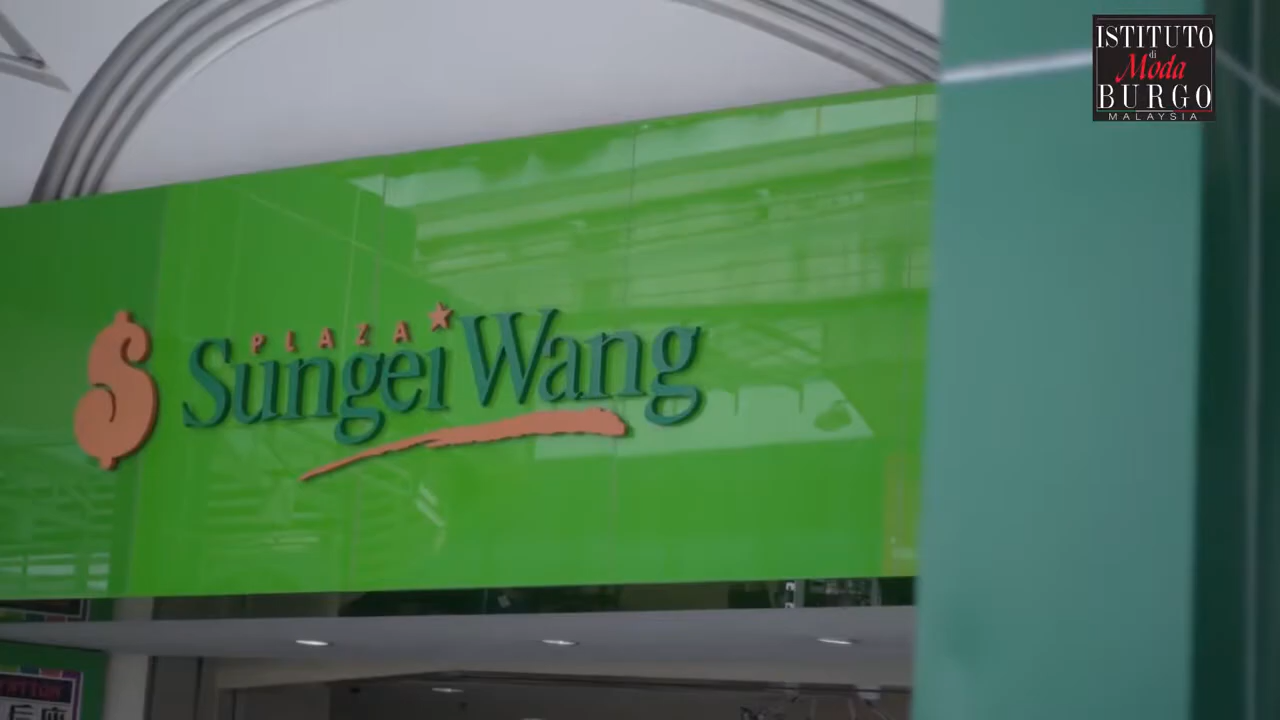 ISTITUTO
di
Moda
BURGO
MALAYSIA
PLAZA
Sungei Wang